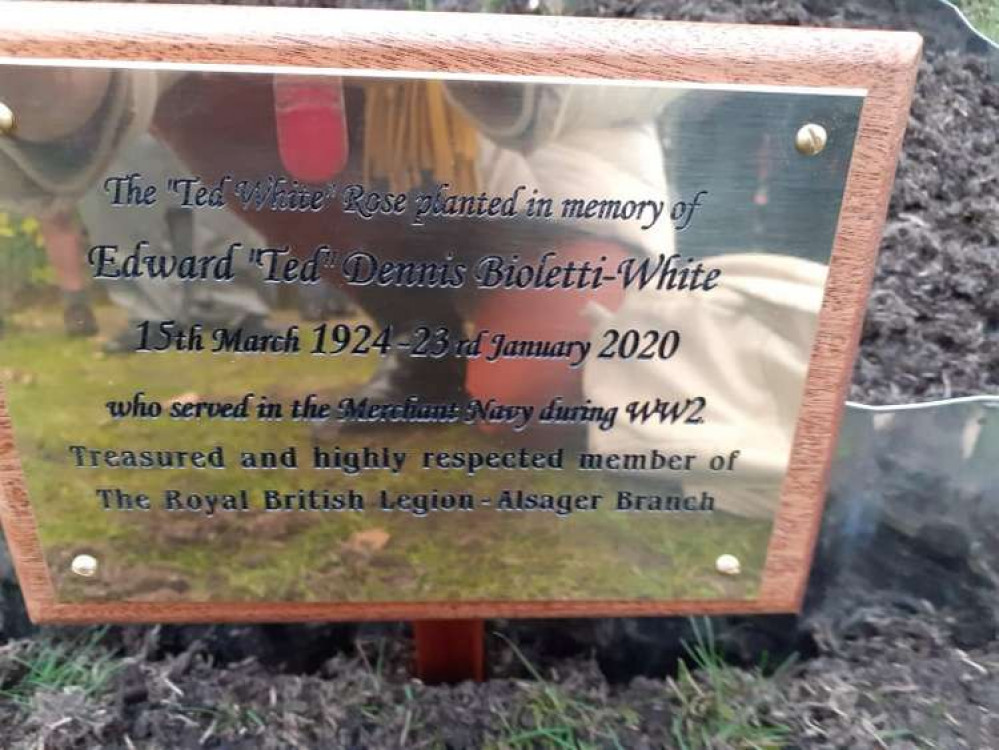 The "Ted White" Rose planted in memory of
Edward "Ted" Dennis Bioletti-White
15th March 1924-23rd January 2020
who served in the Merchant Navy during WW2
Treasured and highly respected member of
The Royal British Legion-Alsager Branch